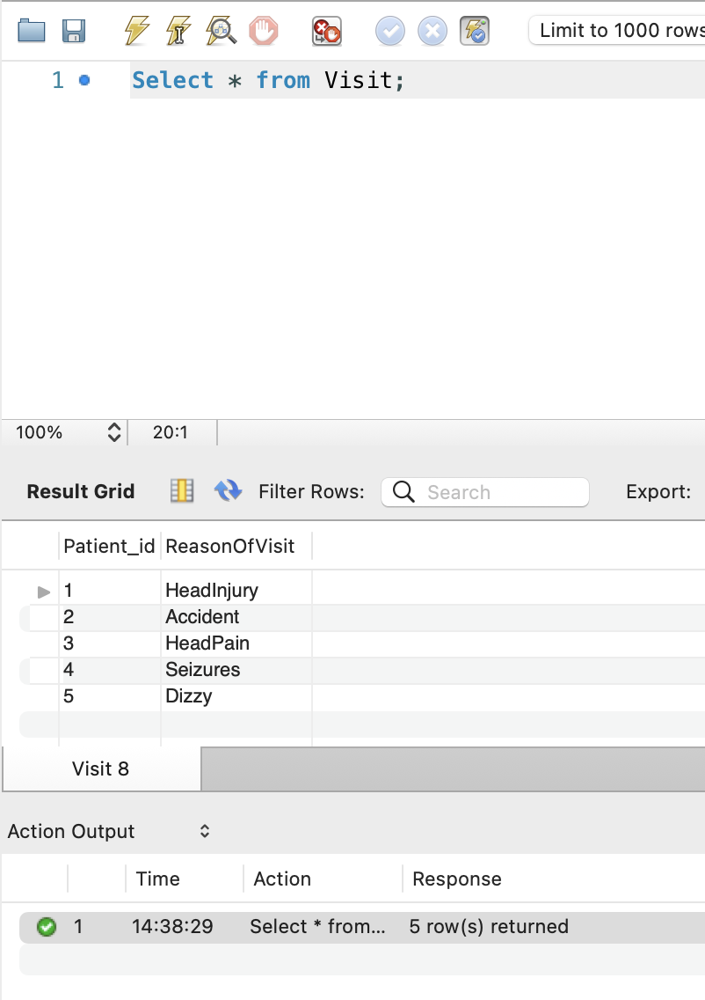 Limit to 1000 rows
1 Select * from Visit;
100% 20:1
Result Grid Filter Rows: Search Export:
Patient_id ReasonOfVisit
1 HeadInjury
2 Accident
3 HeadPain
4 Seizures
5 Dizzy
Visit 8
Action Output
Time Action Response
1 14:38:29 Select * from... 5 row(s) returned